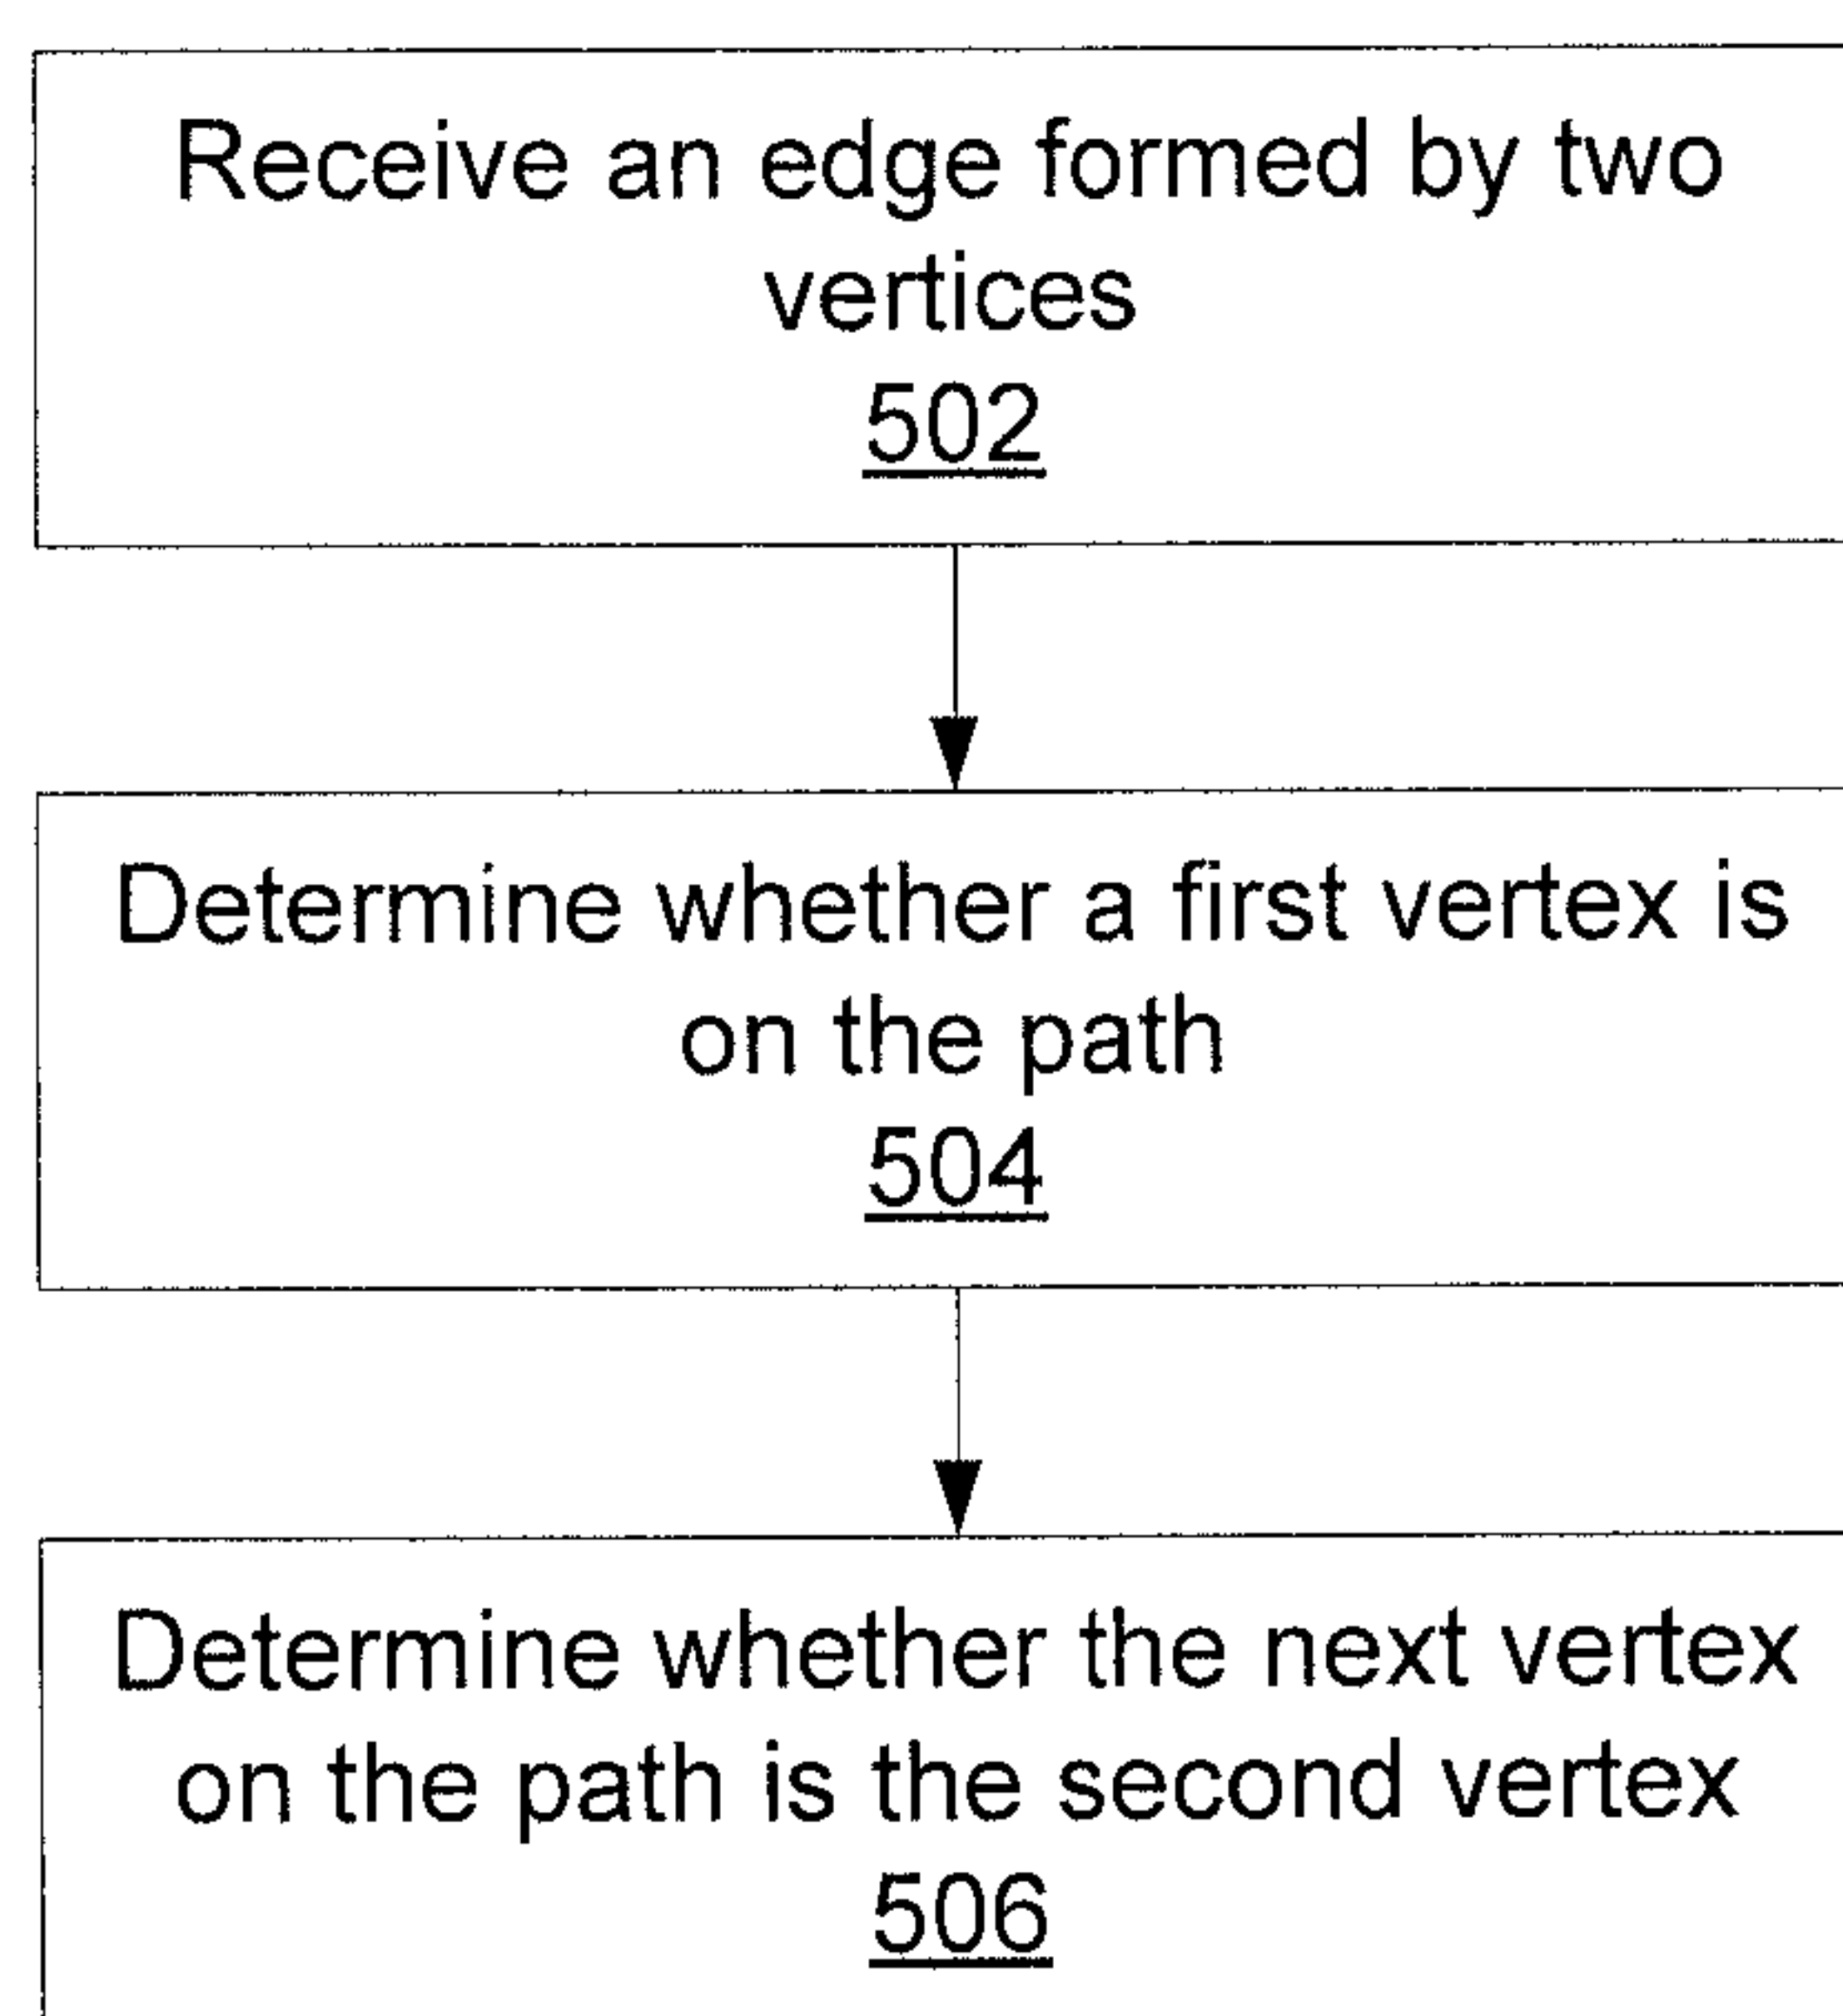 Receive an edge formed by two
vertices
502
Determine whether a first vertex is
on the path
504
Determine whether the next vertex
on the path is the second vertex
506